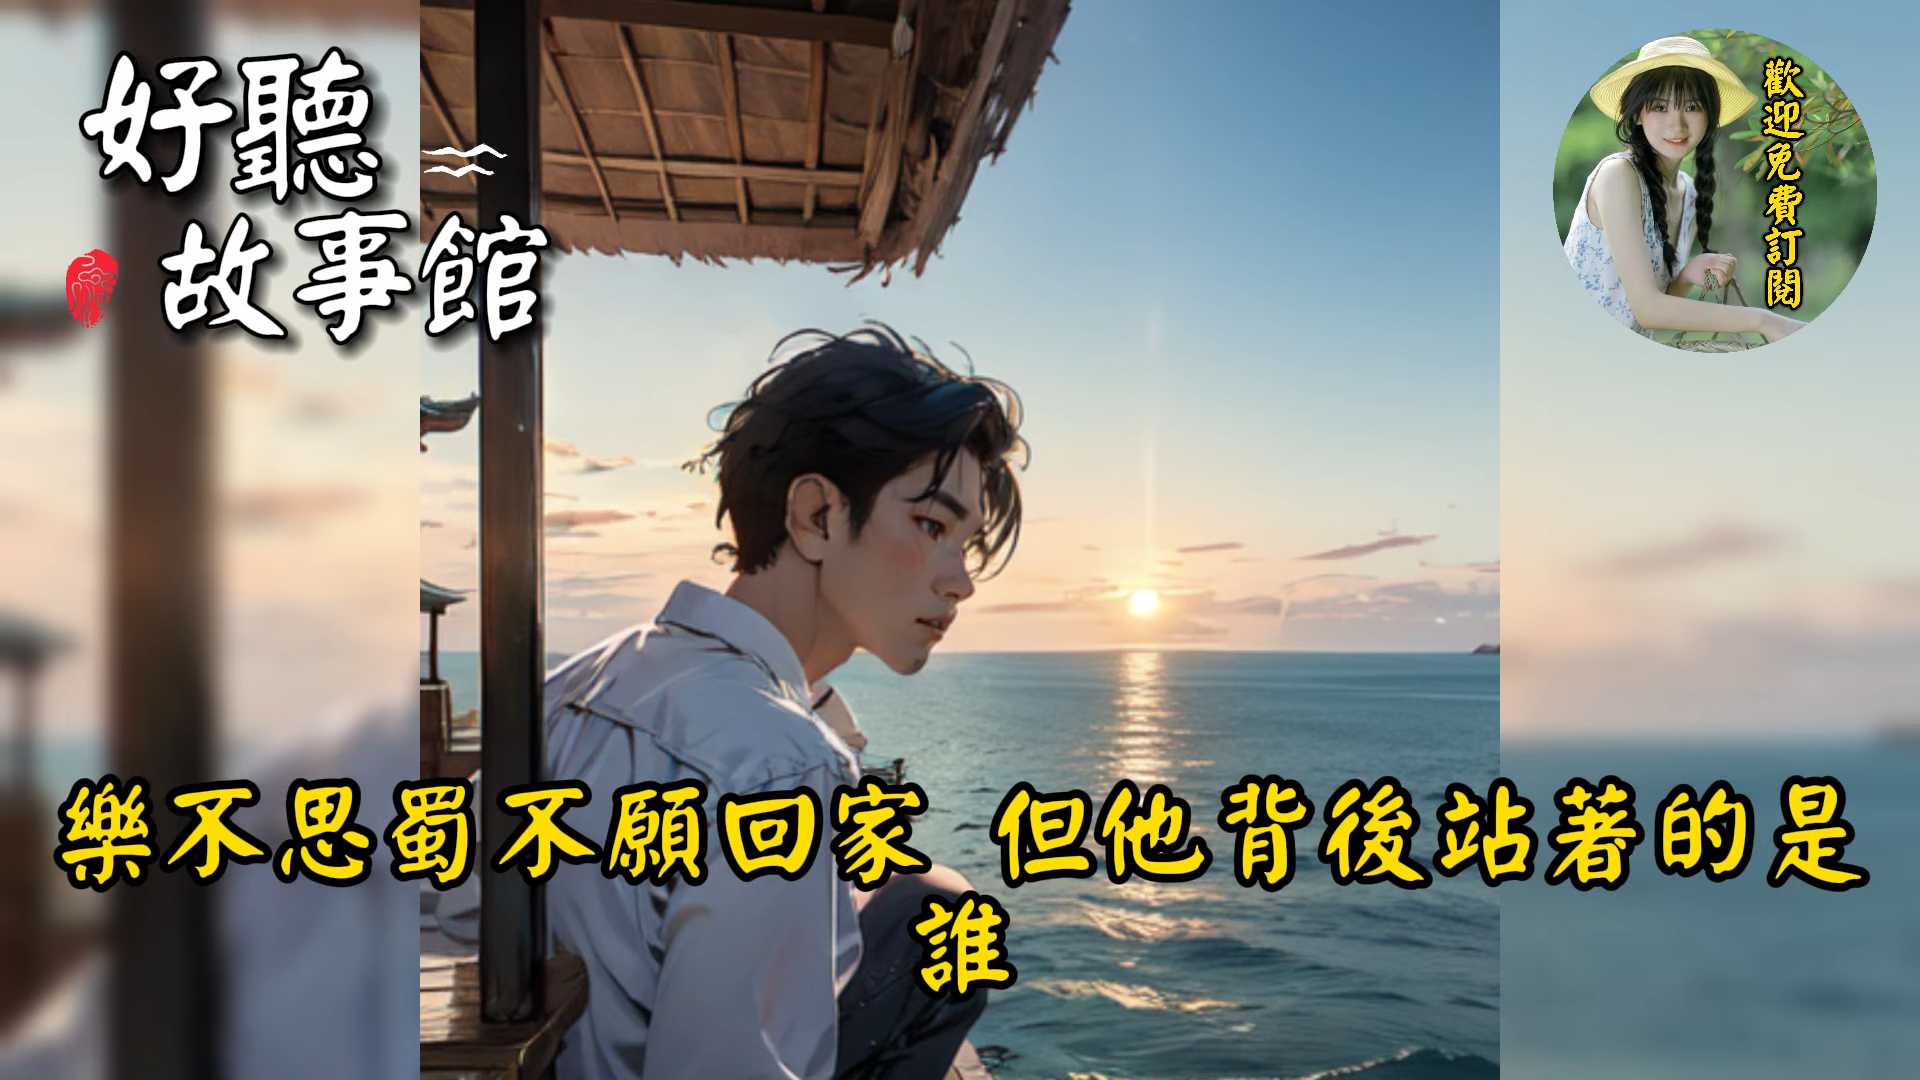 好聽
故事館
歡迎免費訂閱
樂不思蜀不願回家 但他背後站著的是
誰